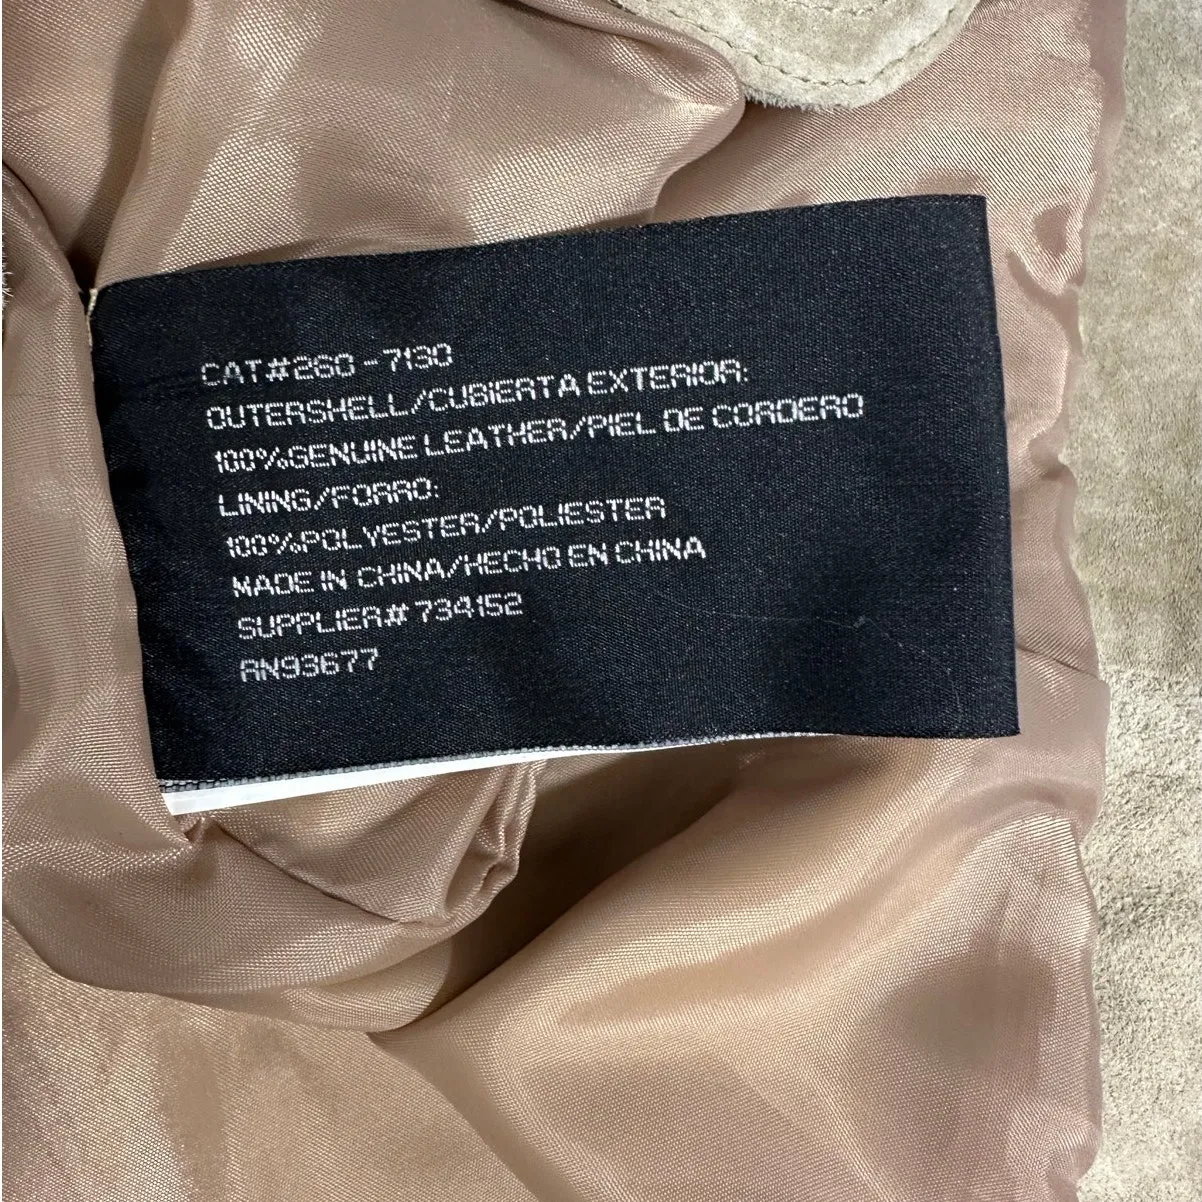 CAT#260-7130
OUTERSHELL/CUBIERTA EXTERIOR:
100%GENUINE LEATHER/PIEL DE CORDERO
LINING/FORRO:
100%POLYESTER/POLIESTER
MADE IN CHINA/HECHO EN CHINA
SUPPLIER# 734152
RN93677